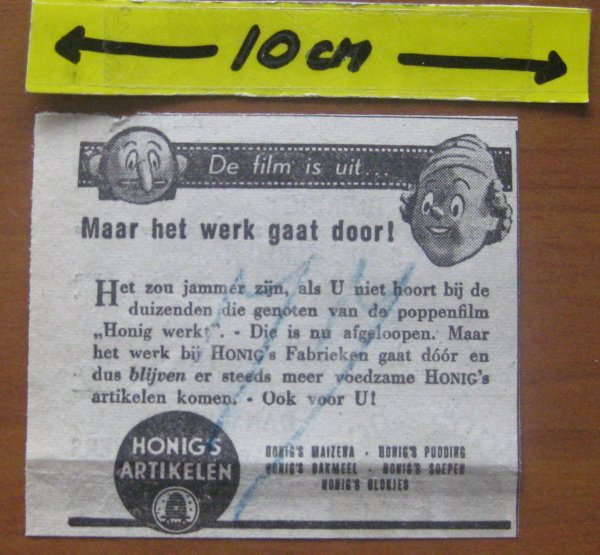 10 cm
De film is uit...
Maar het werk gaat door!
Het zou jammer zijn, als U niet hoort bij de
duizenden die genoten van de poppenfilm
„Honig werkt”. - Die is nu afgeloopen. Maar
het werk bij HONIG's Fabrieken gaat dóór en
dus blijven er steeds meer voedzame HONIG's
artikelen komen. - Ook voor U!
HONIG'S
ARTIKELEN
HONIG'S MAIZENA · HONIG'S PUDDING
HONIG'S BAKMEEL · HONIG'S SOEPEN
HONIG'S BLOKJES